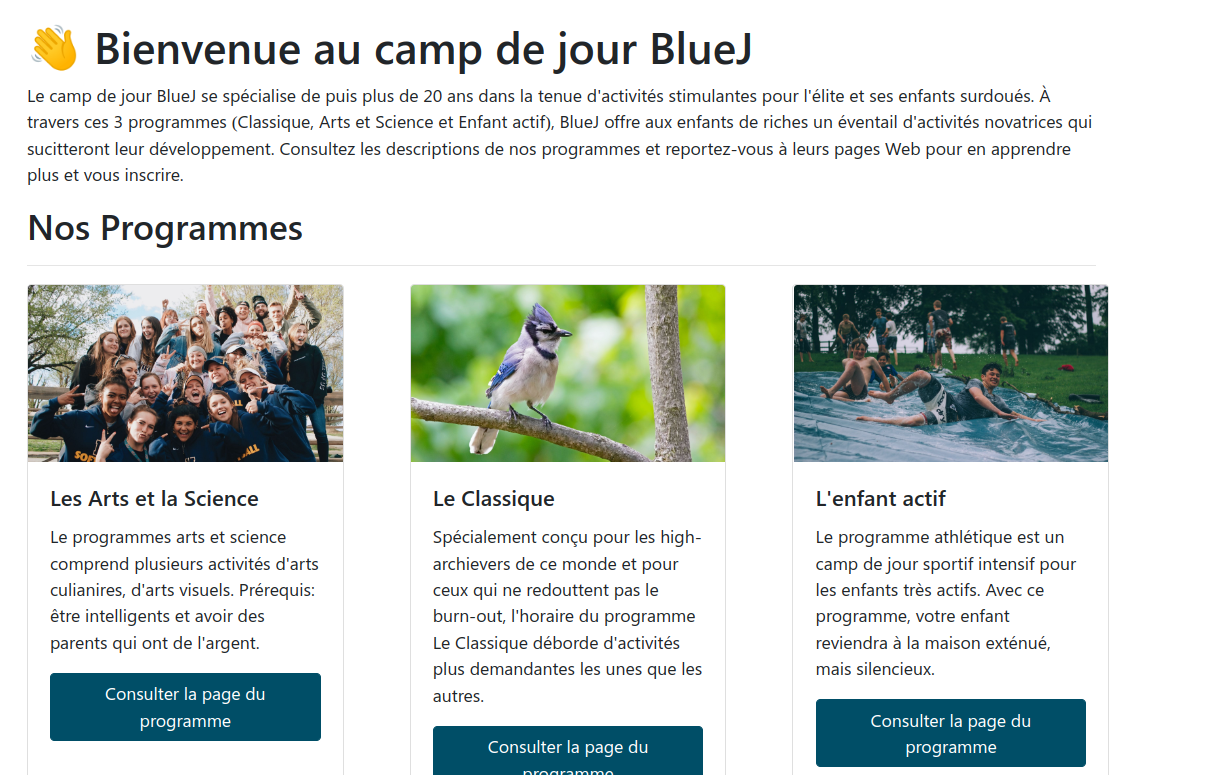 👋 Bienvenue au camp de jour BlueJ
Le camp de jour BlueJ se spécialise de puis plus de 20 ans dans la tenue d'activités stimulantes pour l'élite et ses enfants surdoués. À
travers ces 3 programmes (Classique, Arts et Science et Enfant actif), BlueJ offre aux enfants de riches un éventail d'activités novatrices qui
sucitteront leur développement. Consultez les descriptions de nos programmes et reportez-vous à leurs pages Web pour en apprendre
plus et vous inscrire.
Nos Programmes
Les Arts et la Science
Le programmes arts et science
comprend plusieurs activités d'arts
culianires, d'arts visuels. Prérequis:
être intelligents et avoir des
parents qui ont de l'argent.
Consulter la page du
programme
Le Classique
Spécialement conçu pour les high-
archievers de ce monde et pour
ceux qui ne redouttent pas le
burn-out, l'horaire du programme
Le Classique déborde d'activités
plus demandantes les unes que les
autres.
Consulter la page du
programme
L'enfant actif
Le programme athlétique est un
camp de jour sportif intensif pour
les enfants très actifs. Avec ce
programme, votre enfant
reviendra à la maison exténué,
mais silencieux.
Consulter la page du
programme